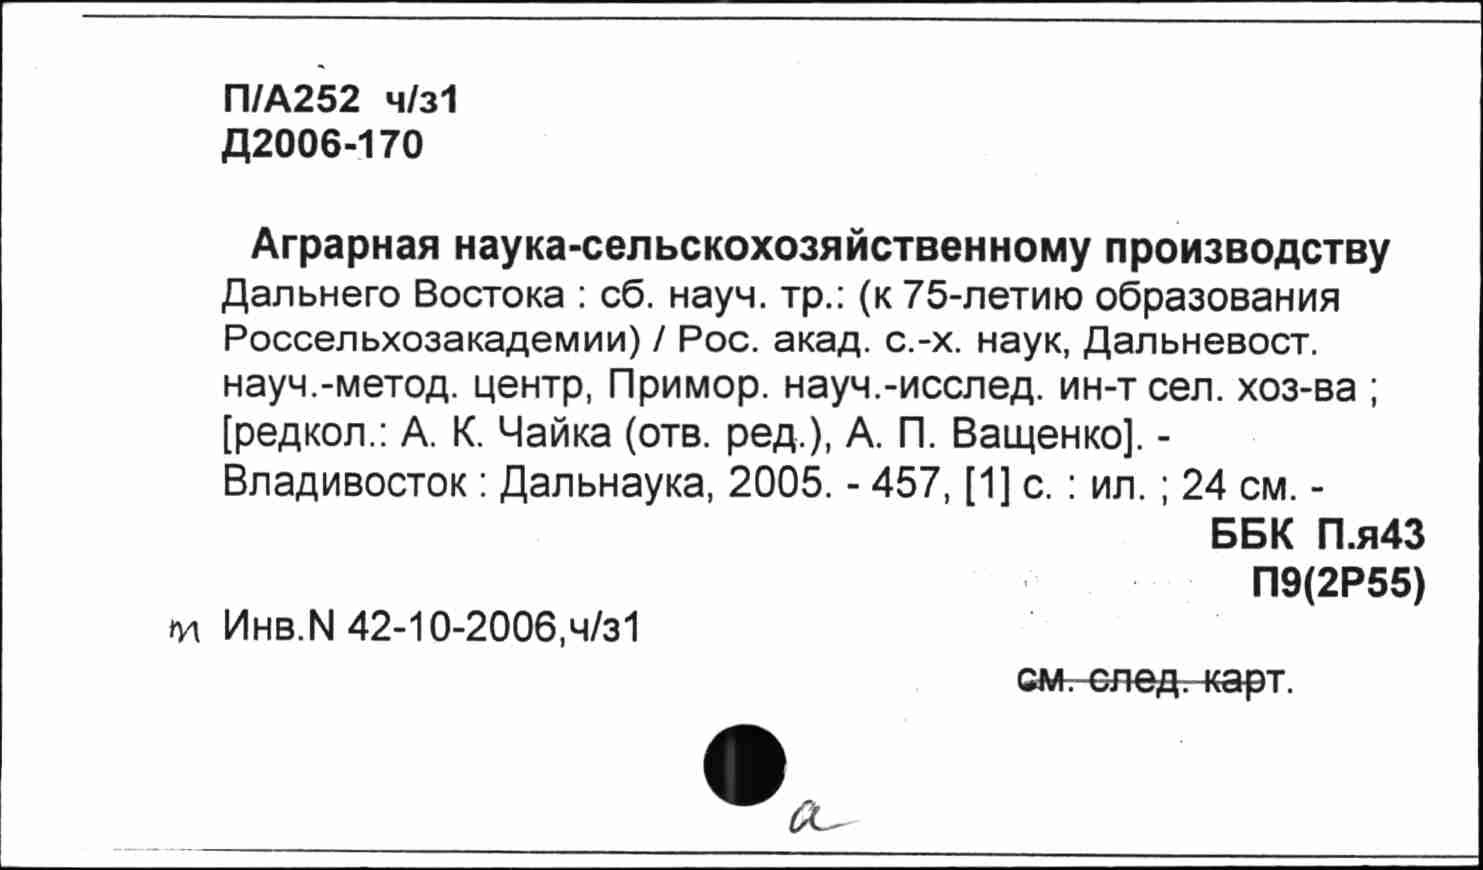 П/А252 ч/з1
Д2006-170
Аграрная наука-сельскохозяйственному производству
Дальнего Востока : сб. науч. тр.: (к 75-летию образования
Россельхозакадемии) / Рос. акад. с.-х. наук, Дальневост.
науч.-метод. центр, Примор. науч.-исслед. ин-т сел. хоз-ва ;
[редкол.: А. К. Чайка (отв. ред.), А. П. Ващенко]. -
Владивосток : Дальнаука, 2005. - 457, [1] с. : ил. ; 24 см. -
ББК П.я43
П9(2Р55)
т Инв.N 42-10-2006,ч/з1
см. след. карт.
а